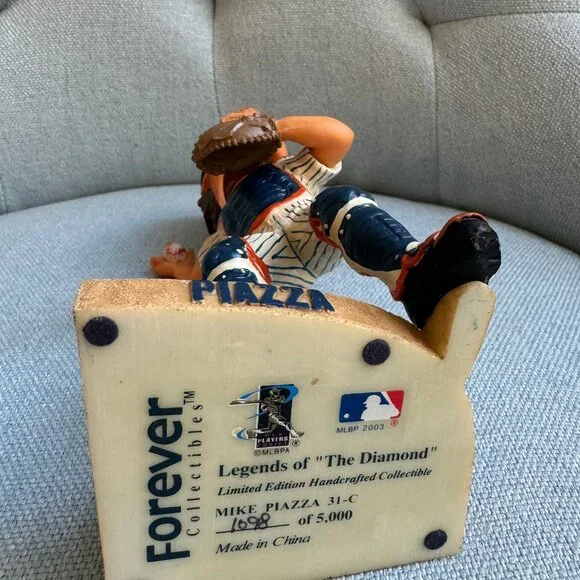 PIAZZA
Forever
Collectibles™
PLAYERS
©MLBPA
MLBP 2003
Legends of "The Diamond"
Limited Edition Handcrafted Collectible
MIKE PIAZZA 31-C
1098 of 5,000
Made in China